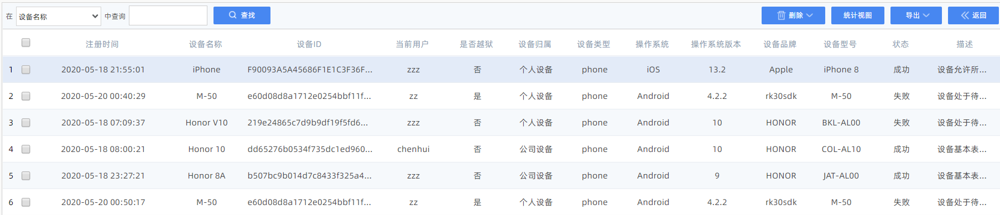 在 设备名称 中查询 查找 删除 统计视图 导出 返回
注册时间 设备名称 设备ID 当前用户 是否越狱 设备归属 设备类型 操作系统 操作系统版本 设备品牌 设备型号 状态 描述
1 2020-05-18 21:55:01 iPhone F90093A5A45686F1E1C3F36F... zzz 否 个人设备 phone iOS 13.2 Apple iPhone 8 成功 设备允许所...
2 2020-05-20 00:40:29 M-50 e60d08d8a1712e0254bbf11f... zz 是 个人设备 phone Android 4.2.2 rk30sdk M-50 失败 设备处于待...
3 2020-05-18 07:09:37 Honor V10 219e24865c7d9b9df19f5fd6... zzz 否 个人设备 phone Android 10 HONOR BKL-AL00 失败 设备处于待...
4 2020-05-18 08:00:21 Honor 10 dd65276b0534f735dc1ed960... chenhui 否 公司设备 phone Android 10 HONOR COL-AL10 成功 设备基本表...
5 2020-05-18 23:27:21 Honor 8A b507bc9b014d7c8433f325a4... zzz 否 公司设备 phone Android 9 HONOR JAT-AL00 成功 设备基本表...
6 2020-05-20 00:50:17 M-50 e60d08d8a1712e0254bbf11f... zz 是 个人设备 phone Android 4.2.2 rk30sdk M-50 失败 设备处于待...